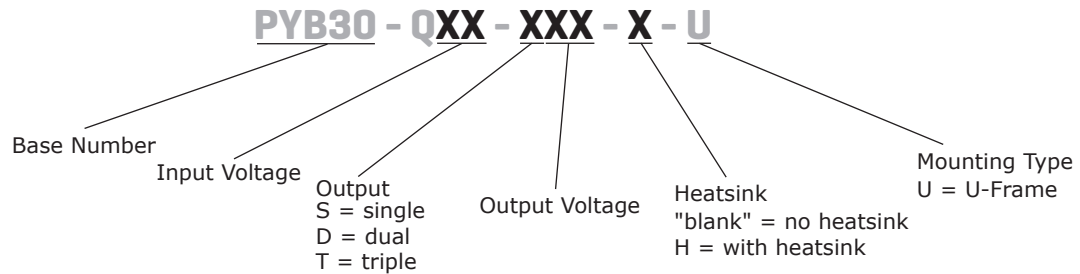 PYB30 - QXX - XXX - X - U
Base Number
Input Voltage
Output
S = single
D = dual
T = triple
Output Voltage
Heatsink
"blank" = no heatsink
H = with heatsink
Mounting Type
U = U-Frame